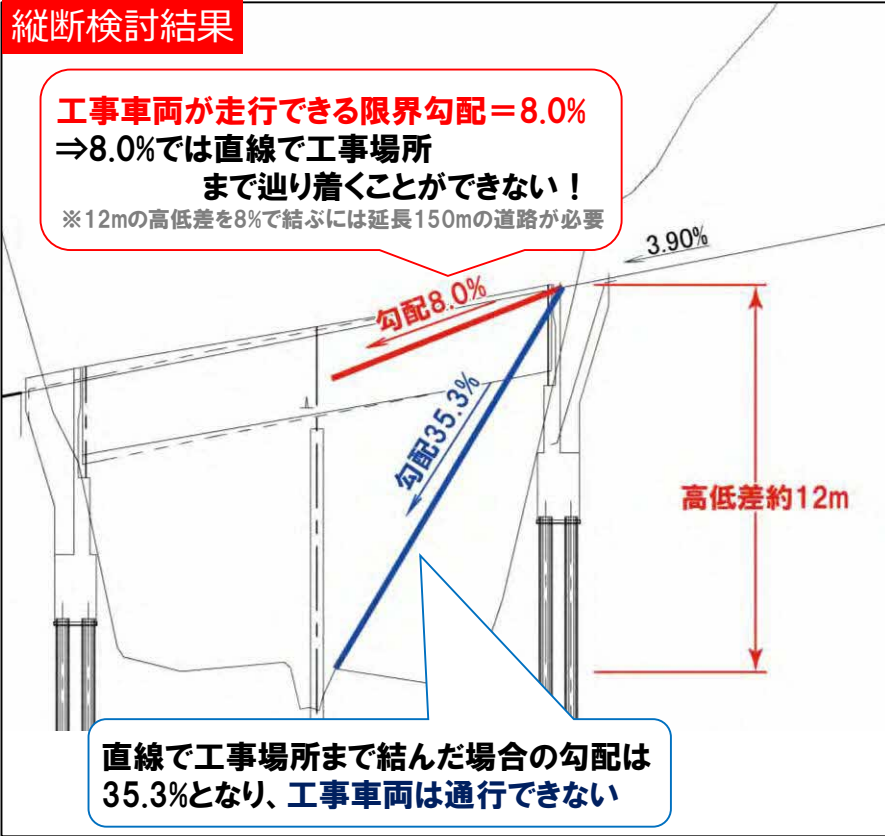 縦断検討結果
工事車両が走行できる限界勾配＝8.0%
⇒8.0%では直線で工事場所
まで辿り着くことができない！
※12mの高低差を8%で結ぶには延長150mの道路が必要
3.90%
勾配8.0%
勾配35.3%
高低差約12m
直線で工事場所まで結んだ場合の勾配は
35.3%となり、工事車両は通行できない